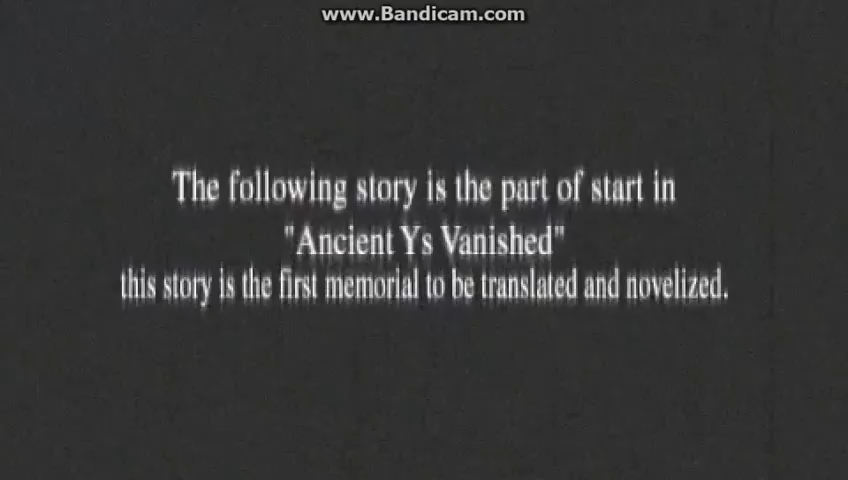 www.Bandicam.com
The following story is the part of start in
"Ancient Ys Vanished"
this story is the first memorial to be translated and novelized.